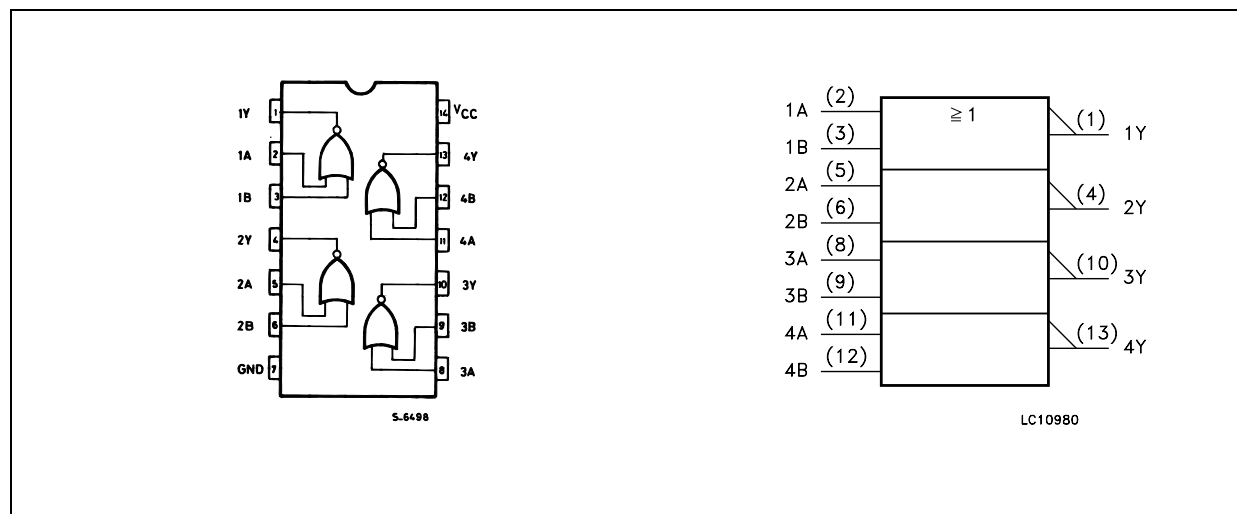 1Y 1 14 VCC
1A 2 13 4Y
1B 3 12 4B
2Y 4 11 4A
2A 5 10 3Y
2B 6 9 3B
GND 7 8 3A
S-6498
1A (2) ≧ 1 (1) 1Y
1B (3)
2A (5) (4) 2Y
2B (6)
3A (8) (10) 3Y
3B (9)
4A (11) (13) 4Y
4B (12)
LC10980